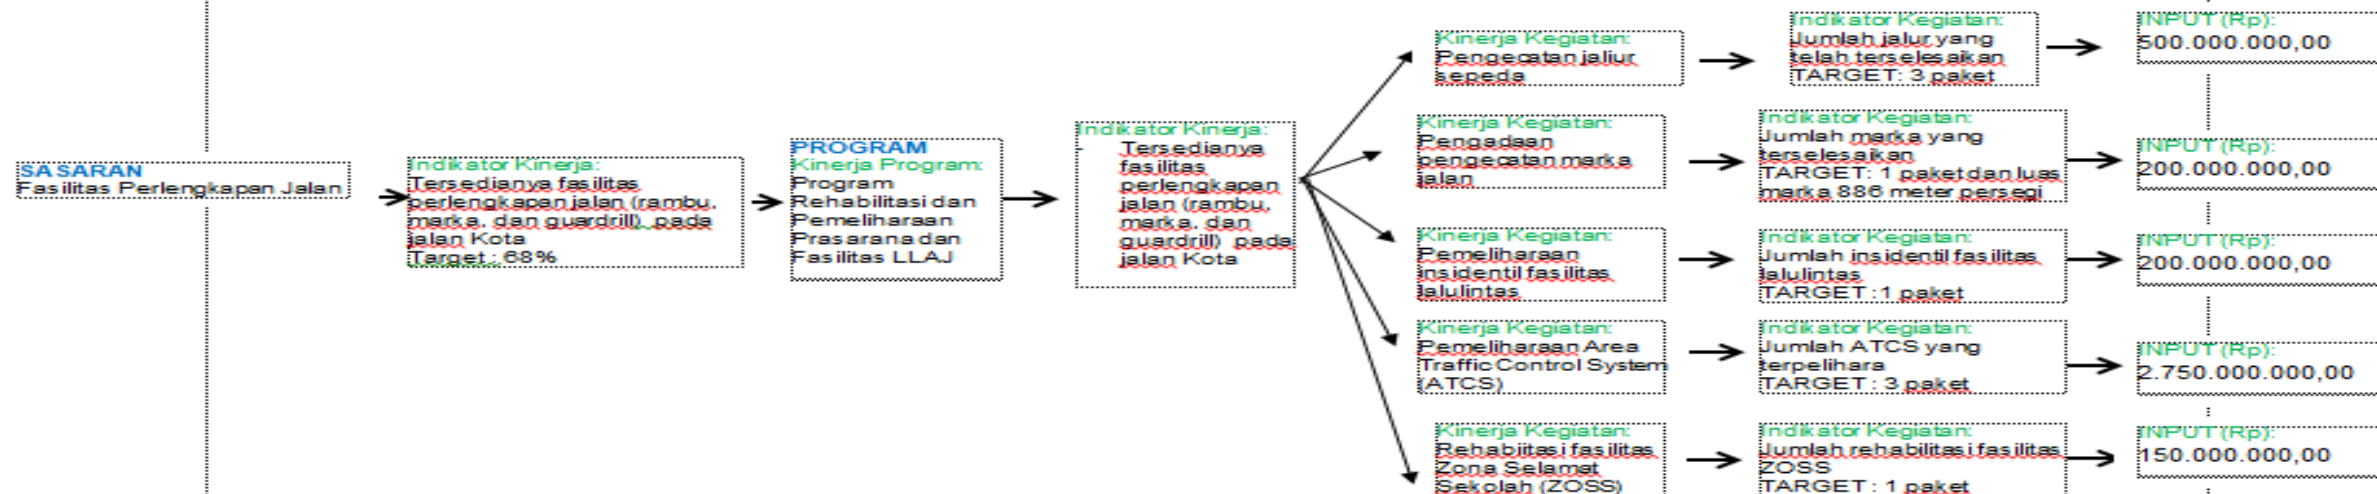 SASARAN
Fasilitas Perlengkapan Jalan
Indikator Kinerja:
Tersedianya fasilitas
perlengkapan jalan (rambu,
marka, dan guardrill) pada
jalan Kota
Target : 68%
PROGRAM
Kinerja Program:
Program
Rehabilitasi dan
Pemeliharaan
Prasarana dan
Fasilitas LLAJ
Indikator Kinerja:
- Tersedianya
fasilitas
perlengkapan
jalan (rambu,
marka, dan
guardrill) pada
jalan Kota
Kinerja Kegiatan:
Pengecatan jaliur
sepeda
Indikator Kegiatan:
Jumlah jalur yang
telah terselesaikan
TARGET: 3 paket
INPUT (Rp):
500.000.000,00
Kinerja Kegiatan:
Pengadaan
pengecatan marka
jalan
Indikator Kegiatan:
Jumlah marka yang
terselesaikan
TARGET: 1 paket dan luas
marka 886 meter persegi
INPUT (Rp):
200.000.000,00
Kinerja Kegiatan:
Pemeliharaan
insidentil fasilitas
lalulintas
Indikator Kegiatan:
Jumlah insidentil fasilitas
lalulintas
TARGET : 1 paket
INPUT (Rp):
200.000.000,00
Kinerja Kegiatan:
Pemeliharaan Area
Traffic Control System
(ATCS)
Indikator Kegiatan:
Jumlah ATCS yang
terpelihara
TARGET : 3 paket
INPUT (Rp):
2.750.000.000,00
Kinerja Kegiatan:
Rehabiitasi fasilitas
Zona Selamat
Sekolah (ZOSS)
Indikator Kegiatan:
Jumlah rehabilitasi fasilitas
ZOSS
TARGET : 1 paket
INPUT (Rp):
150.000.000,00